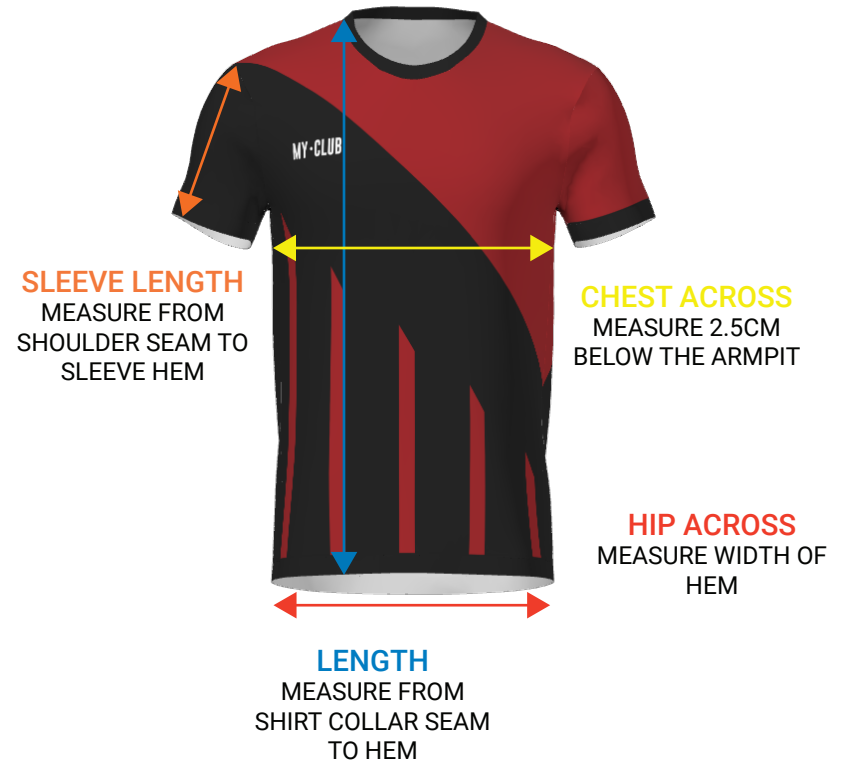 MY·CLUB
SLEEVE LENGTH
MEASURE FROM
SHOULDER SEAM TO
SLEEVE HEM
CHEST ACROSS
MEASURE 2.5CM
BELOW THE ARMPIT
HIP ACROSS
MEASURE WIDTH OF
HEM
LENGTH
MEASURE FROM
SHIRT COLLAR SEAM
TO HEM